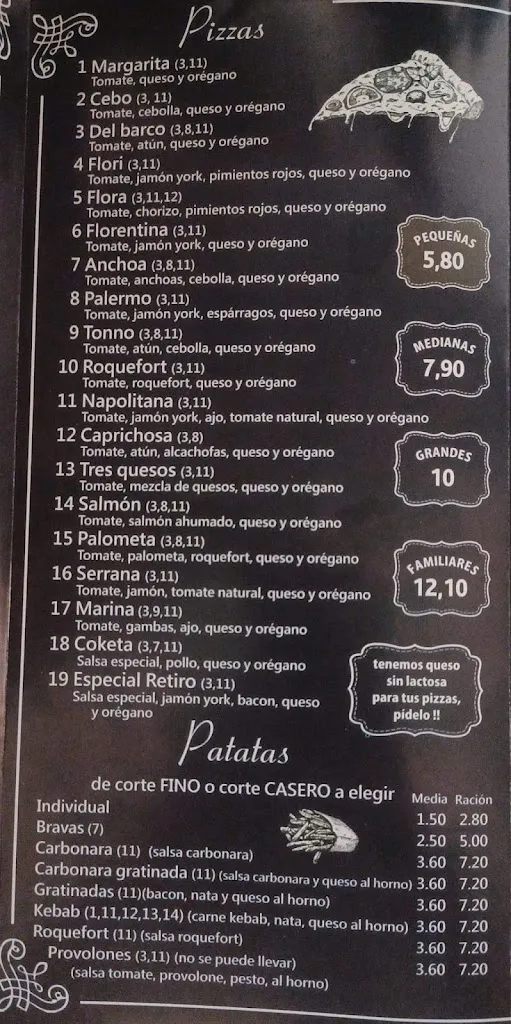 Pizzas
1 Margarita (3,11)
Tomate, queso y orégano
2 Cebo (3, 11)
Tomate, cebolla, queso y orégano
3 Del barco (3,8,11)
Tomate, atún, queso y orégano
4 Flori (3,11)
Tomate, jamón york, pimientos rojos, queso y orégano
5 Flora (3,11,12)
Tomate, chorizo, pimientos rojos, queso y orégano
6 Florentina (3,11)
Tomate, jamón york, queso y orégano
7 Anchoa (3,8,11)
Tomate, anchoas, cebolla, queso y orégano
8 Palermo (3,11)
Tomate, jamón york, espárragos, queso y orégano
9 Tonno (3,8,11)
Tomate, atún, cebolla, queso y orégano
10 Roquefort (3,11)
Tomate, roquefort, queso y orégano
11 Napolitana (3,11)
Tomate, jamón york, ajo, tomate natural, queso y orégano
12 Caprichosa (3,8)
Tomate, atún, alcachofas, queso y orégano
13 Tres quesos (3,11)
Tomate, mezcla de quesos, queso y orégano
14 Salmón (3,8,11)
Tomate, salmón ahumado, queso y orégano
15 Palometa (3,8,11)
Tomate, palometa, roquefort, queso y orégano
16 Serrana (3,11)
Tomate, jamón, tomate natural, queso y orégano
17 Marina (3,9,11)
Tomate, gambas, ajo, queso y orégano
18 Coketa (3,7,11)
Salsa especial, pollo, queso y orégano
19 Especial Retiro (3,11)
Salsa especial, jamón york, bacon, queso
y orégano
PEQUEÑAS
5,80
MEDIANAS
7,90
GRANDES
10
FAMILIARES
12,10
tenemos queso
sin lactosa
para tus pizzas,
pídelo !!
Patatas
de corte FINO o corte CASERO a elegir
Media Ración
Individual 1.50 2.80
Bravas (7) 2.50 5.00
Carbonara (11) (salsa carbonara) 3.60 7.20
Carbonara gratinada (11) (salsa carbonara y queso al horno) 3.60 7.20
Gratinadas (11)(bacon, nata y queso al horno) 3.60 7.20
Kebab (1,11,12,13,14) (carne kebab, nata, queso al horno) 3.60 7.20
Roquefort (11) (salsa roquefort) 3.60 7.20
Provolones (3,11) (no se puede llevar) 3.60 7.20
(salsa tomate, provolone, pesto, al horno)